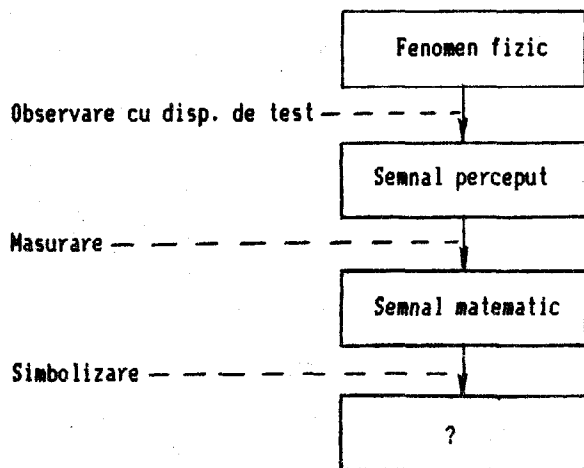 Fenomen fizic
Observare cu disp. de test
Semnal perceput
Masurare
Semnal matematic
Simbolizare
?